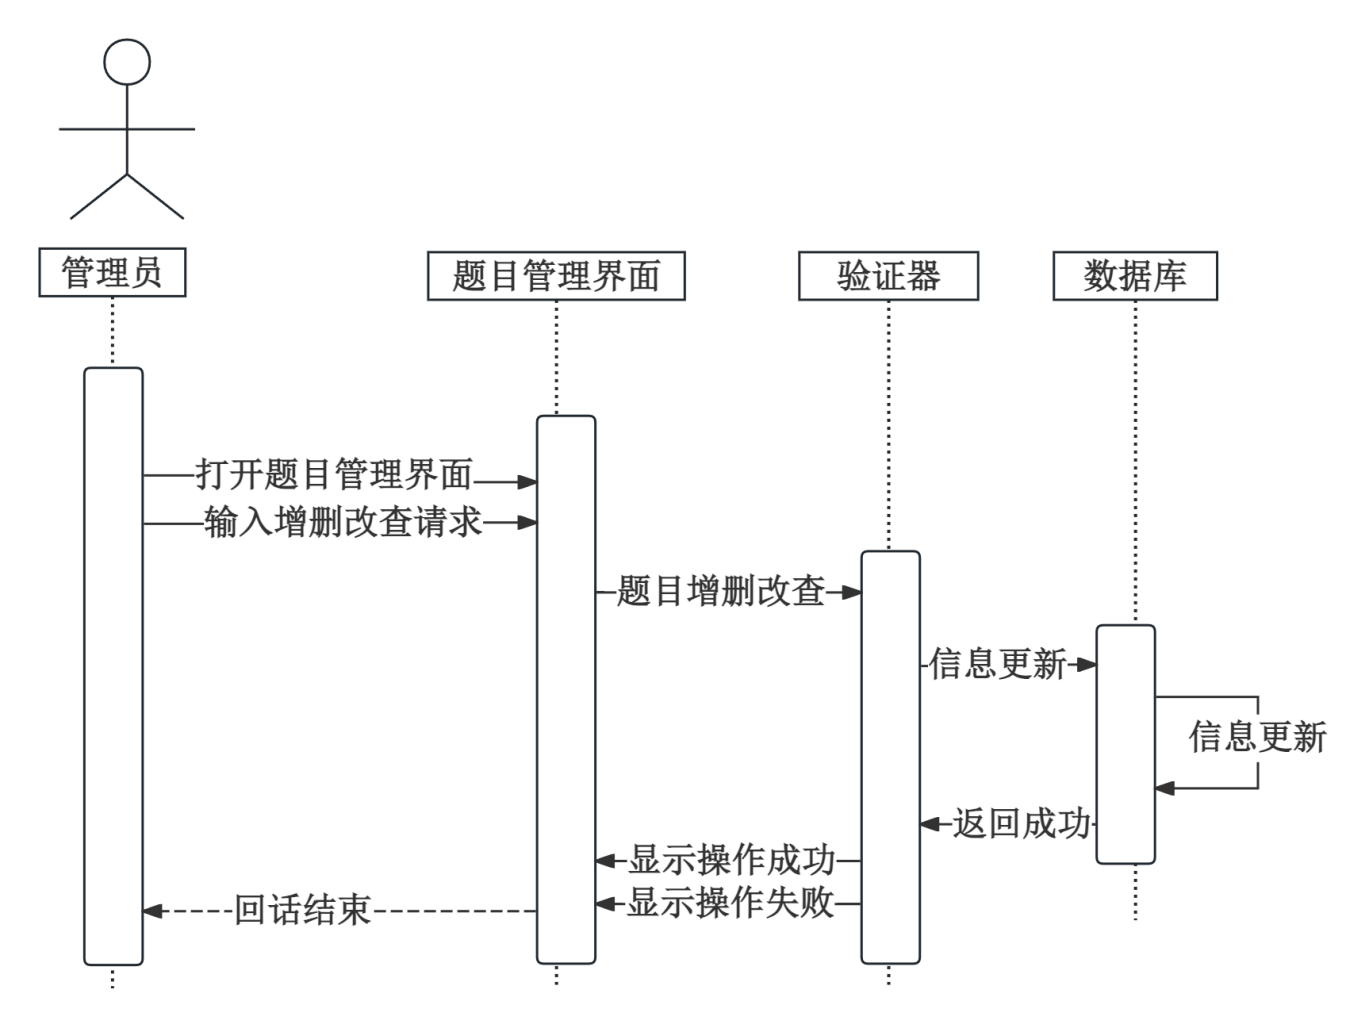 管理员
题目管理界面
验证器
数据库
打开题目管理界面
输入增删改查请求
题目增删改查
信息更新
信息更新
返回成功
显示操作成功
显示操作失败
回话结束